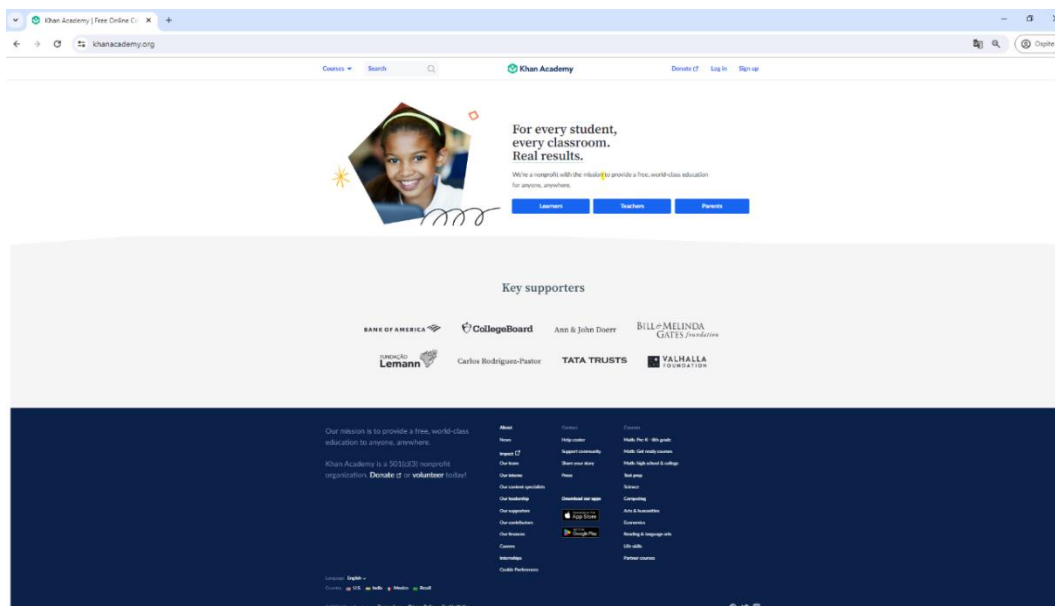 Khan Academy | Free Online Co
khanacademy.org
Ospite
Courses
Search
Khan Academy
Donate
Log in
Sign up
For every student,
every classroom.
Real results.
We're a nonprofit with the mission to provide a free, world-class education
for anyone, anywhere.
Learners
Teachers
Parents
Key supporters
BANK OF AMERICA
CollegeBoard
Ann & John Doerr
BILL & MELINDA
GATES foundation
FUNDAÇÃO
Lemann
Carlos Rodriguez-Pastor
TATA TRUSTS
VALHALLA
FOUNDATION
Our mission is to provide a free, world-class
education to anyone, anywhere.
Khan Academy is a 501(c)(3) nonprofit
organization. Donate or volunteer today!
About
News
Impact
Our team
Our interns
Our content specialists
Our leadership
Our supporters
Our contributors
Our finances
Careers
Internships
Cookie Preferences
Contact
Help center
Support community
Share your story
Press
Download our apps
App Store
Google Play
Courses
Math: Pre-K - 8th grade
Math: Get ready courses
Math: high school & college
Test prep
Science
Computing
Arts & humanities
Economics
Reading & language arts
Life skills
Partner courses
Language English
Country U.S. India Mexico Brazil